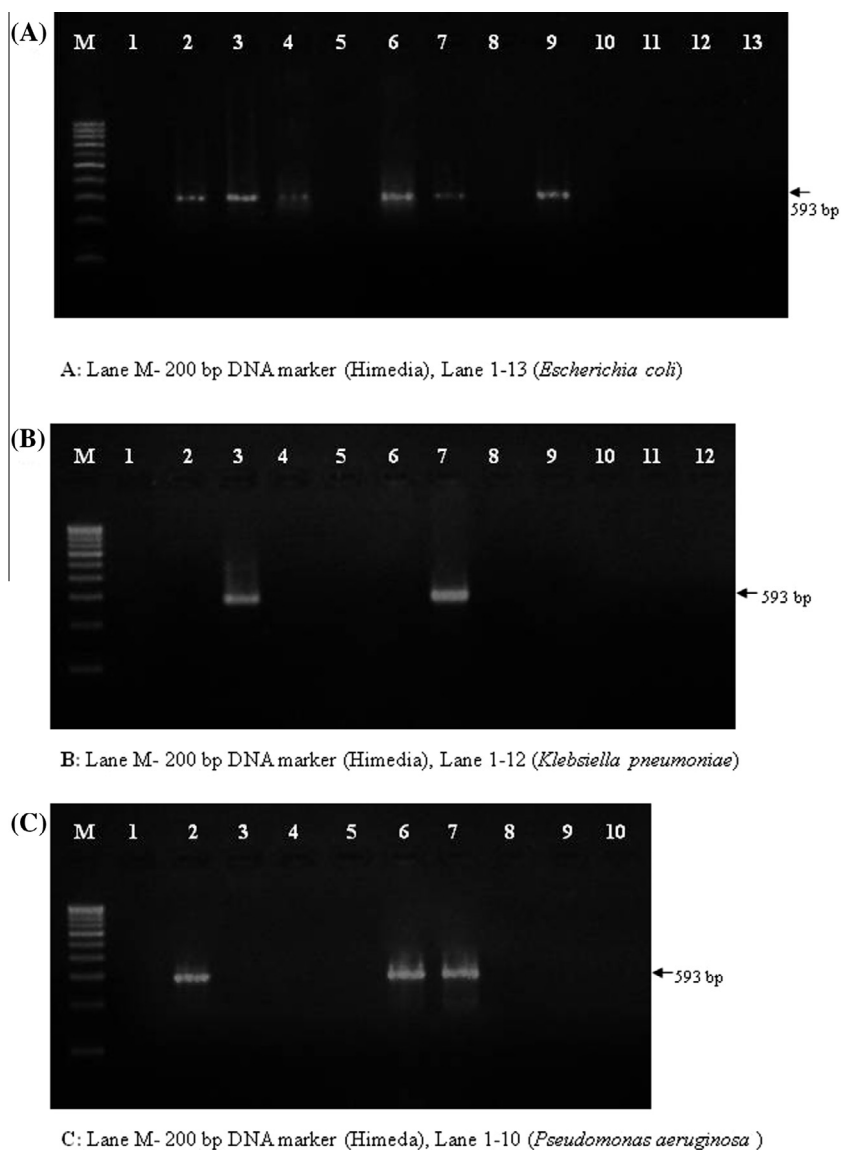 (A)
M 1 2 3 4 5 6 7 8 9 10 11 12 13
593 bp
A: Lane M- 200 bp DNA marker (Himedia), Lane 1-13 (Escherichia coli)
(B)
M 1 2 3 4 5 6 7 8 9 10 11 12
593 bp
B: Lane M- 200 bp DNA marker (Himedia), Lane 1-12 (Klebsiella pneumoniae)
(C)
M 1 2 3 4 5 6 7 8 9 10
593 bp
C: Lane M- 200 bp DNA marker (Himeda), Lane 1-10 (Pseudomonas aeruginosa )